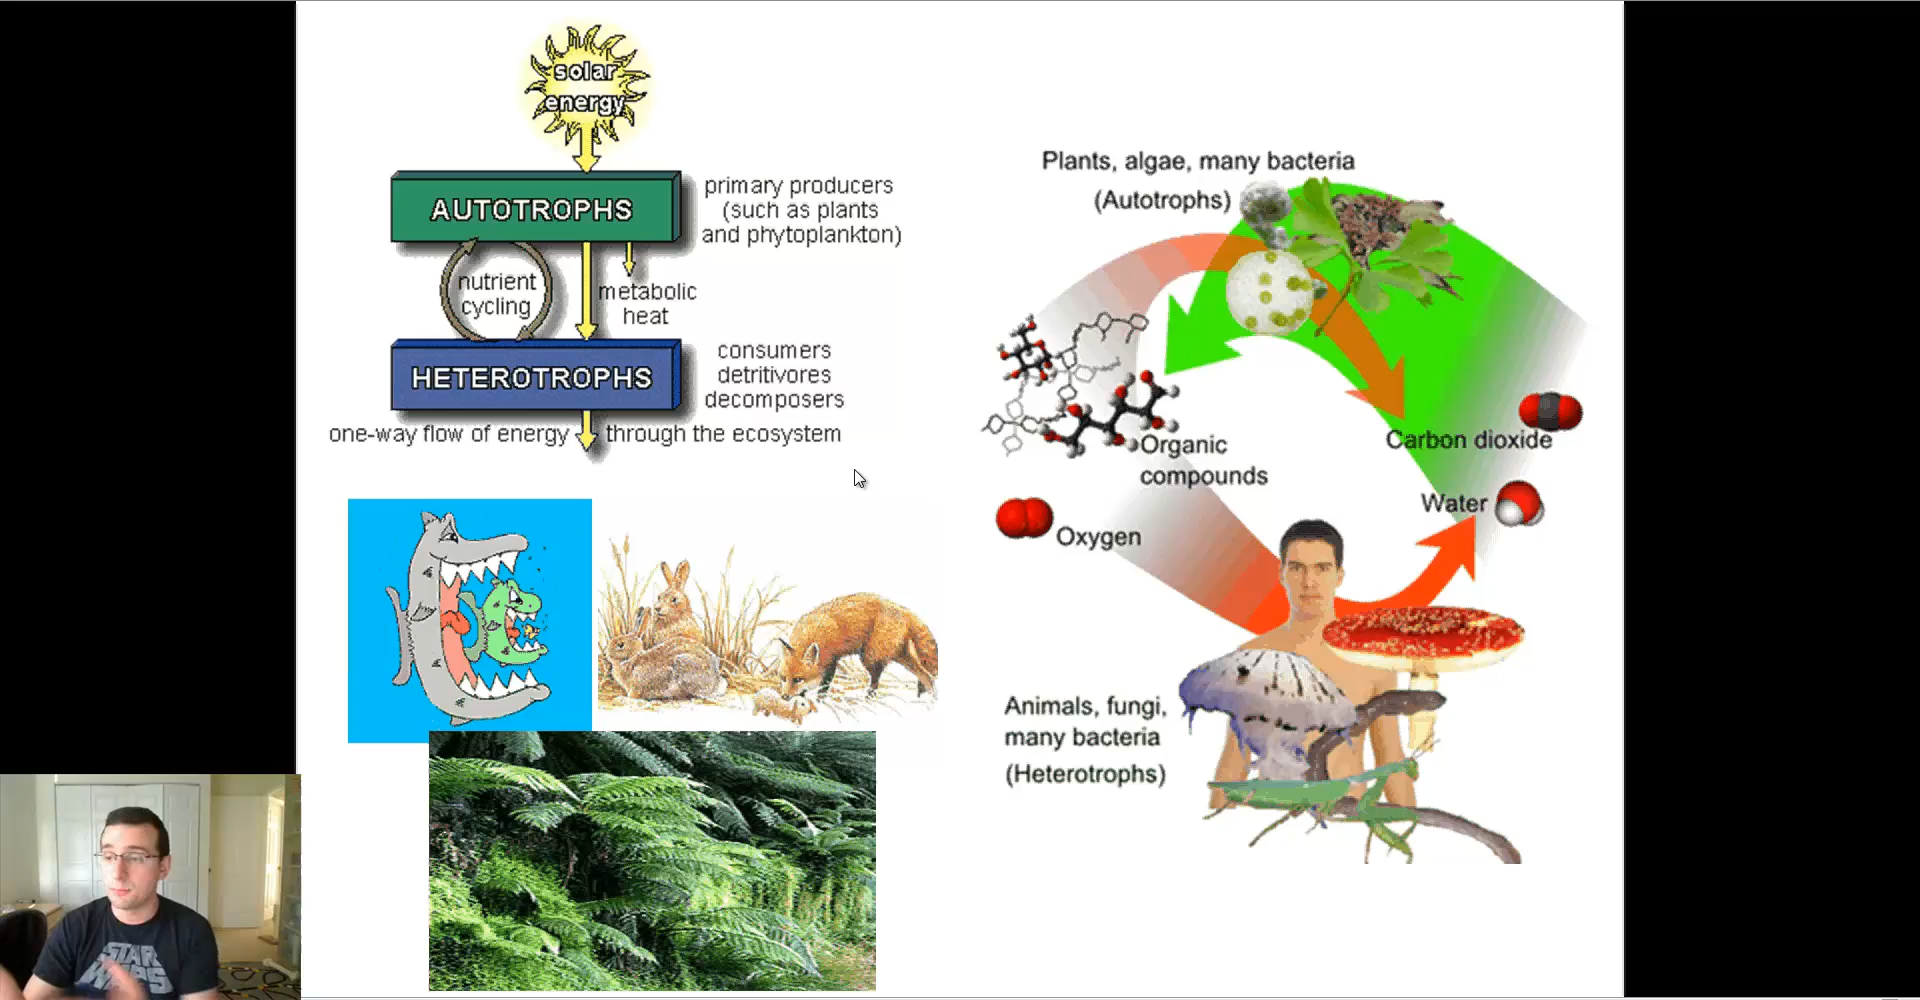 solar
energy
AUTOTROPHS
primary producers
(such as plants
and phytoplankton)
nutrient
cycling
metabolic
heat
HETEROTROPHS
consumers
detritivores
decomposers
one-way flow of energy through the ecosystem
Plants, algae, many bacteria
(Autotrophs)
Organic
compounds
Carbon dioxide
Water
Oxygen
Animals, fungi,
many bacteria
(Heterotrophs)
STAR
WARS